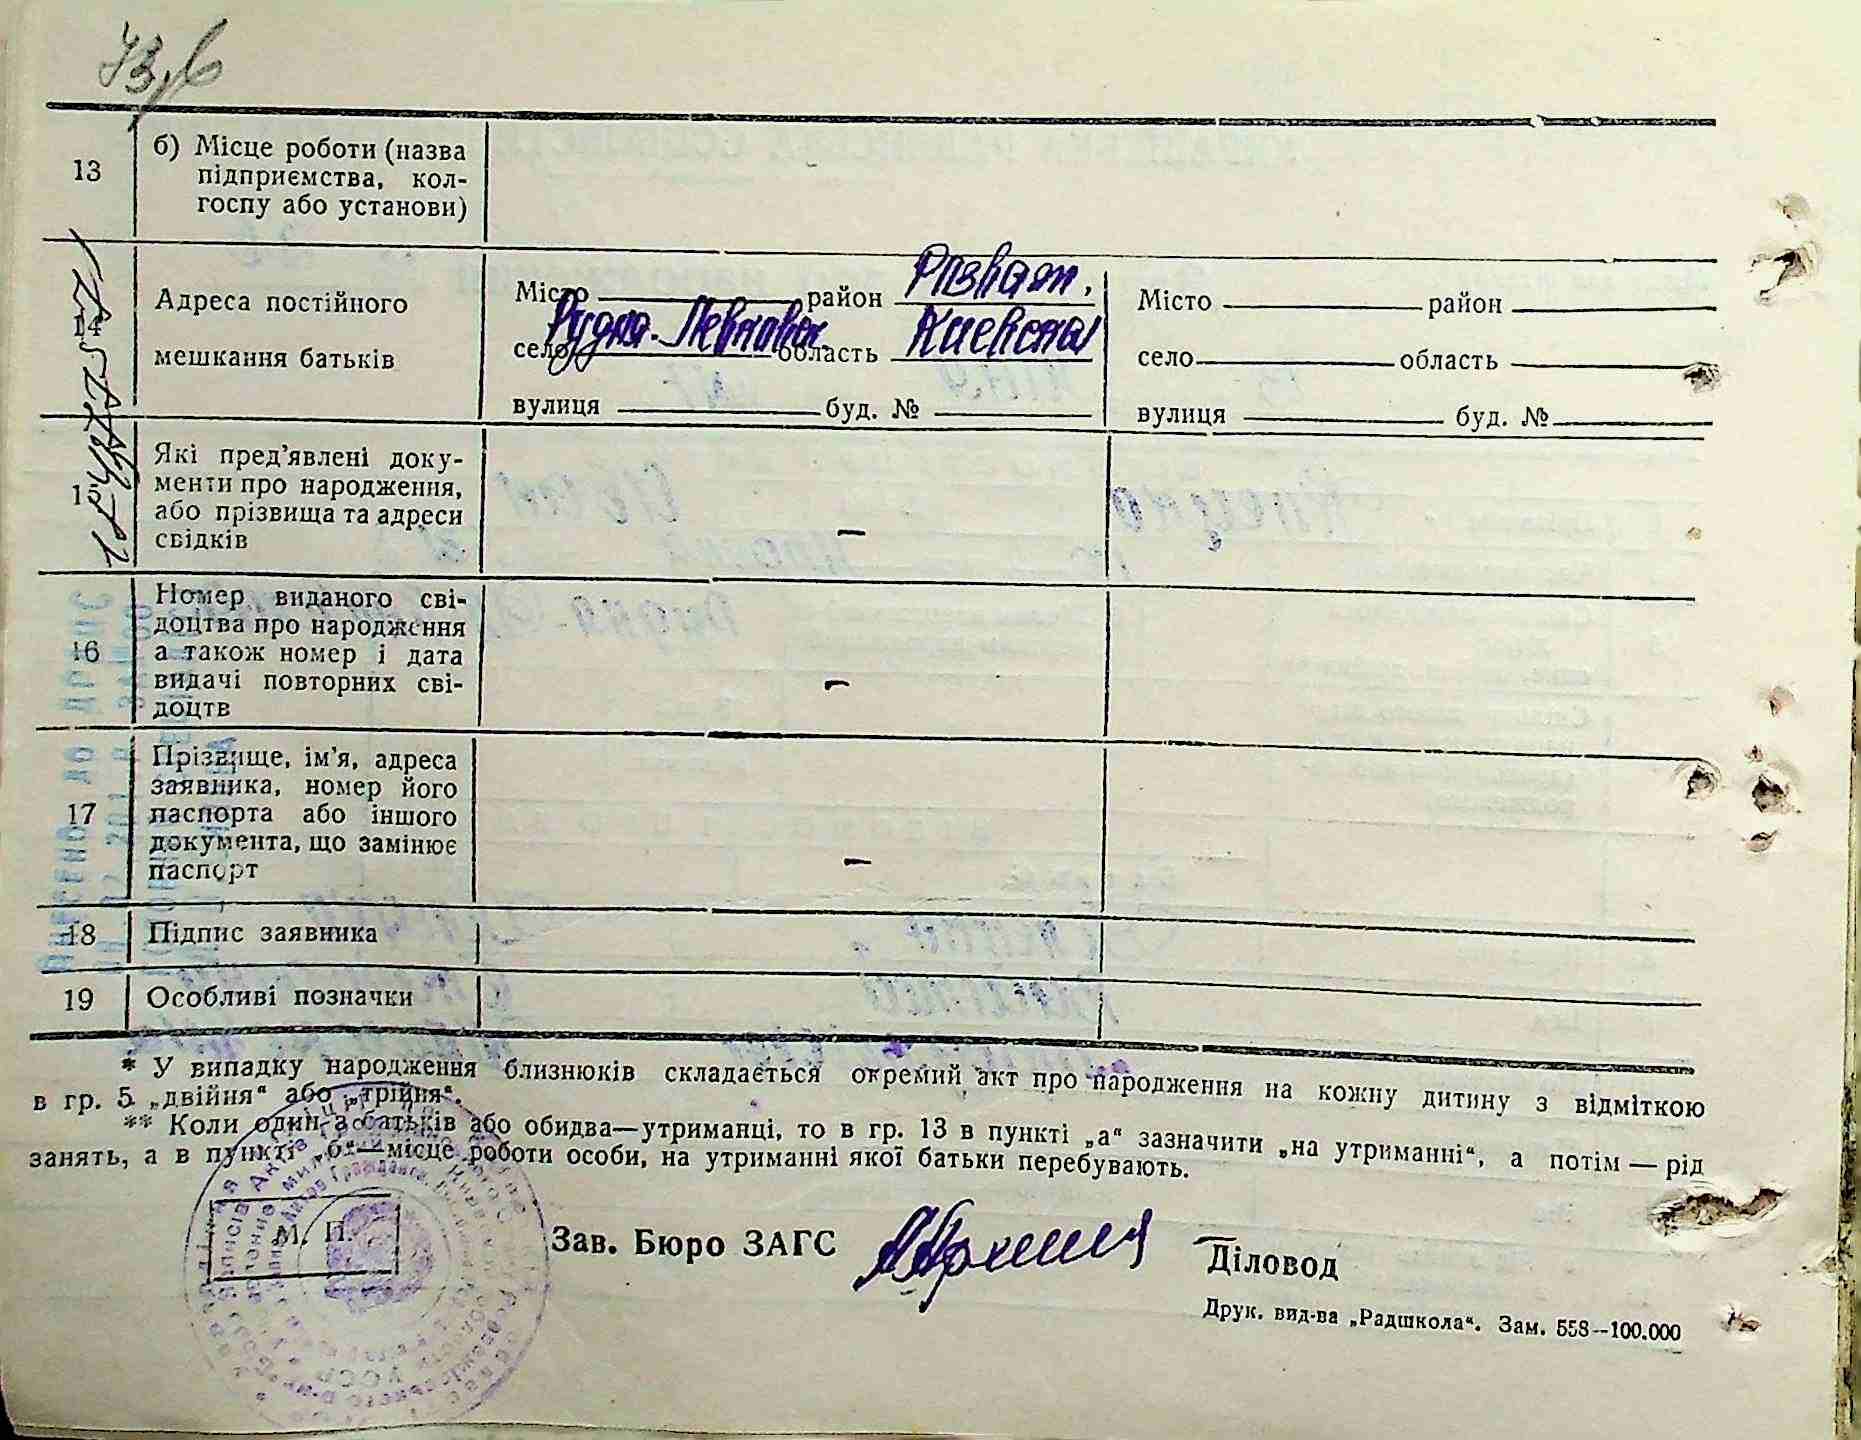 13
б) Місце роботи (назва
підприємства, кол-
госпу або установи)
14
Адреса постійного
мешкання батьків
Місто район Розваж.
село Рудня-Левковск область Киевская
вулиця буд. №
Місто район
село область
вулиця буд. №
Які пред’явлені доку-
менти про народження,
або прізвища та адреси
свідків
—
16
Номер виданого сві-
доцтва про народження
а також номер і дата
видачі повторних сві-
доцтв
—
17
Прізвище, ім’я, адреса
заявника, номер його
паспорта або іншого
документа, що замінює
паспорт
—
18
Підпис заявника
19
Особливі позначки
* У випадку народження близнюків складається окремий акт про народження на кожну дитину з відміткою
в гр. 5 „двійня“ або „трійня“.
** Коли один з батьків або обидва—утриманці, то в гр. 13 в пункті „а“ зазначити „на утриманні“, а потім — рід
занять, а в пункті „б“—місце роботи особи, на утриманні якої батьки перебувають.
М. П.
Зав. Бюро ЗАГС
Діловод
Друк. вид-ва „Радшкола“. Зам. 558—100.000